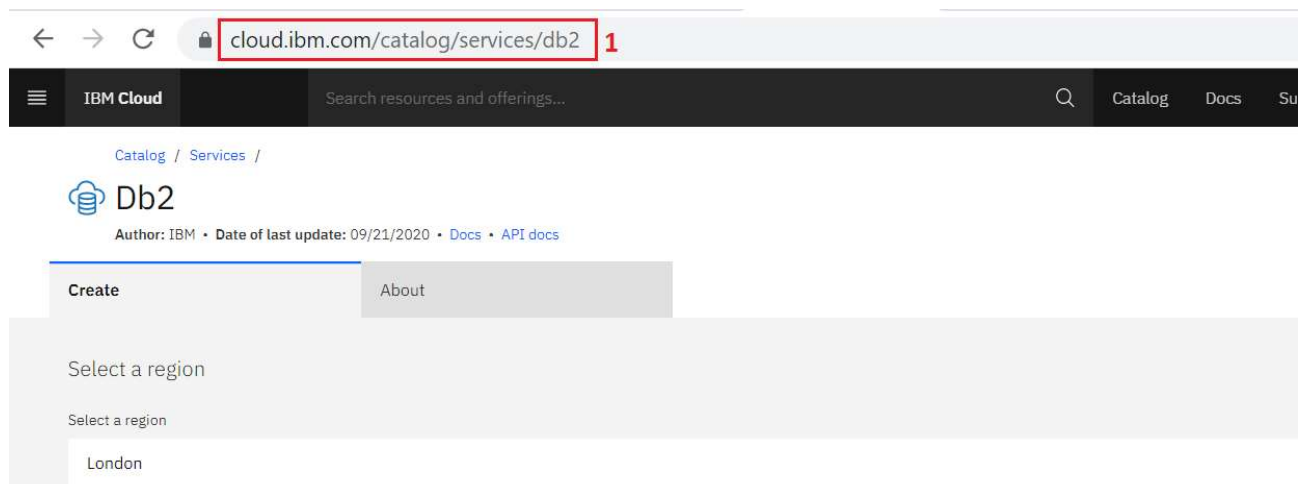 cloud.ibm.com/catalog/services/db2 1
IBM Cloud Search resources and offerings... Catalog Docs Su
Catalog / Services /
Db2
Author: IBM • Date of last update: 09/21/2020 • Docs • API docs
Create About
Select a region
Select a region
London